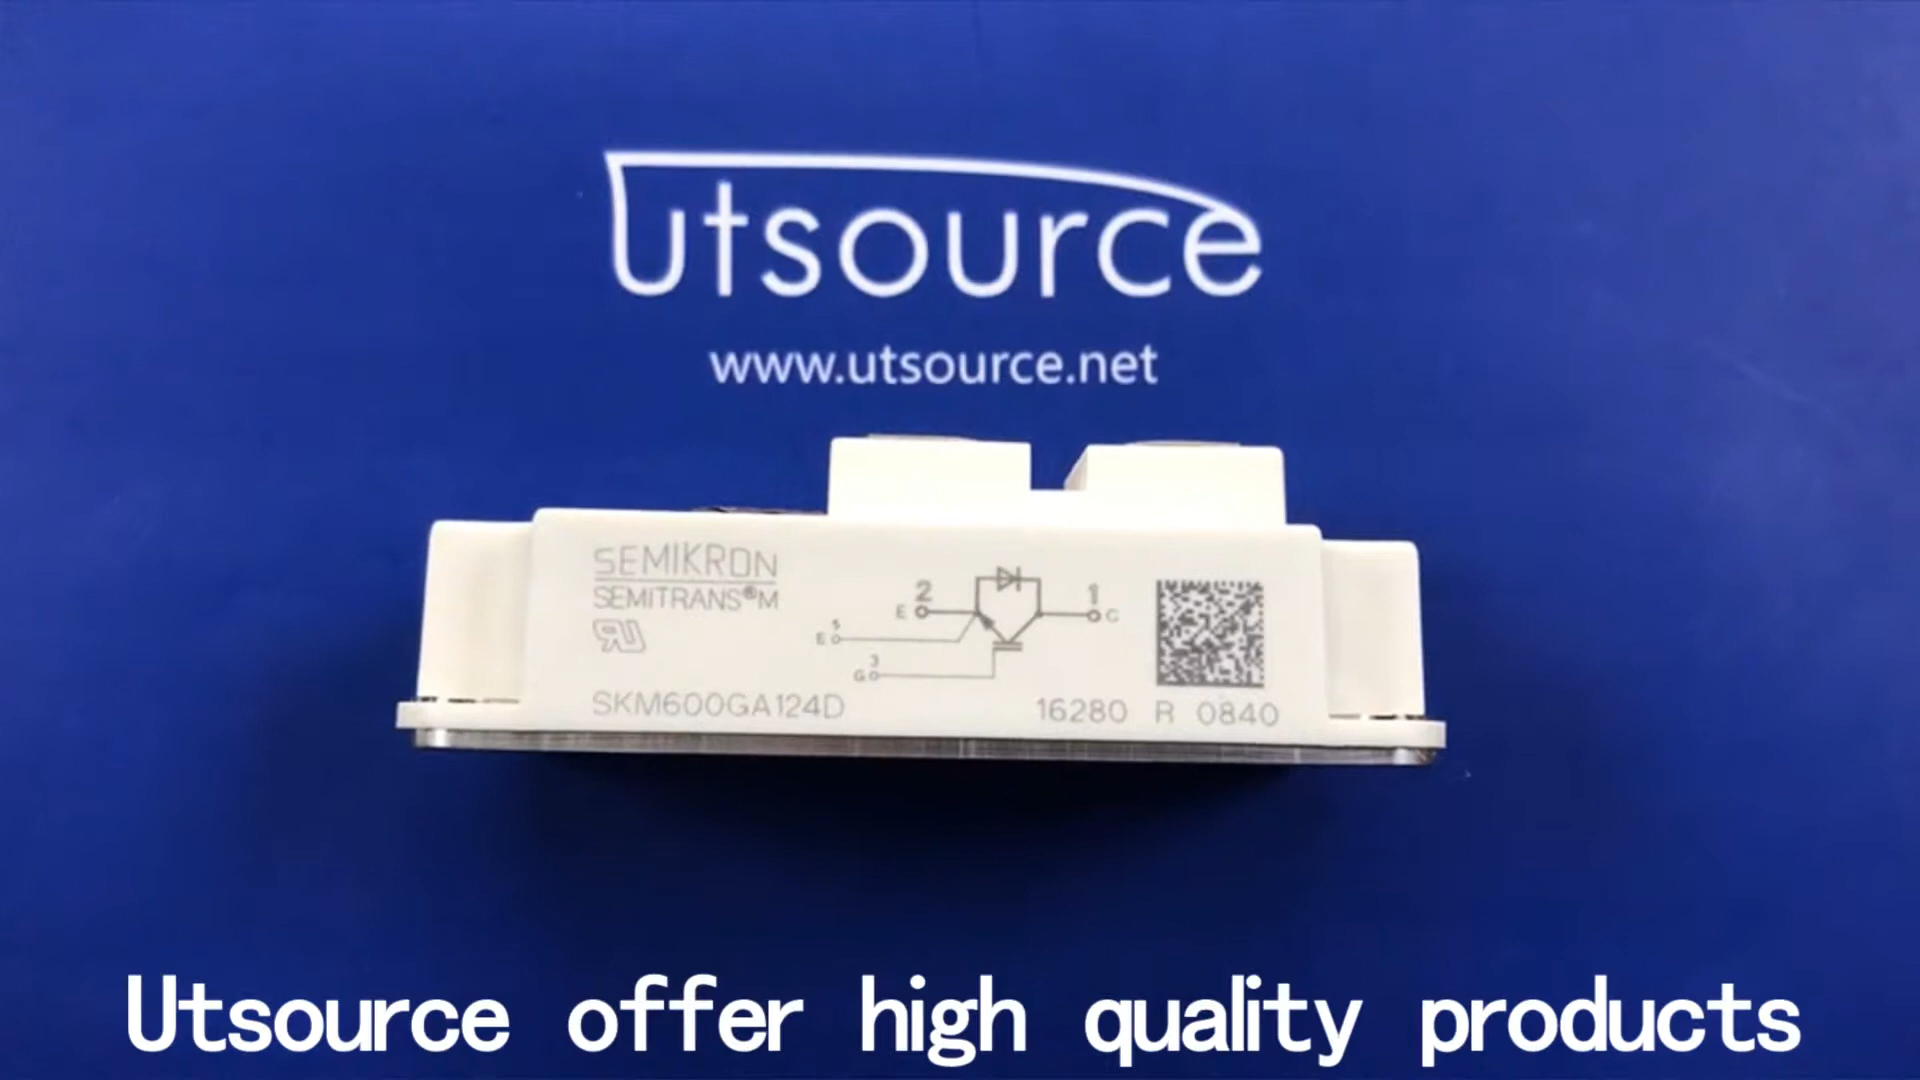 utsource
www.utsource.net
SEMIKRON
SEMITRANS®M
2
1
E
C
5
E
3
G
SKM600GA124D
16280 R 0840
Utsource offer high quality products